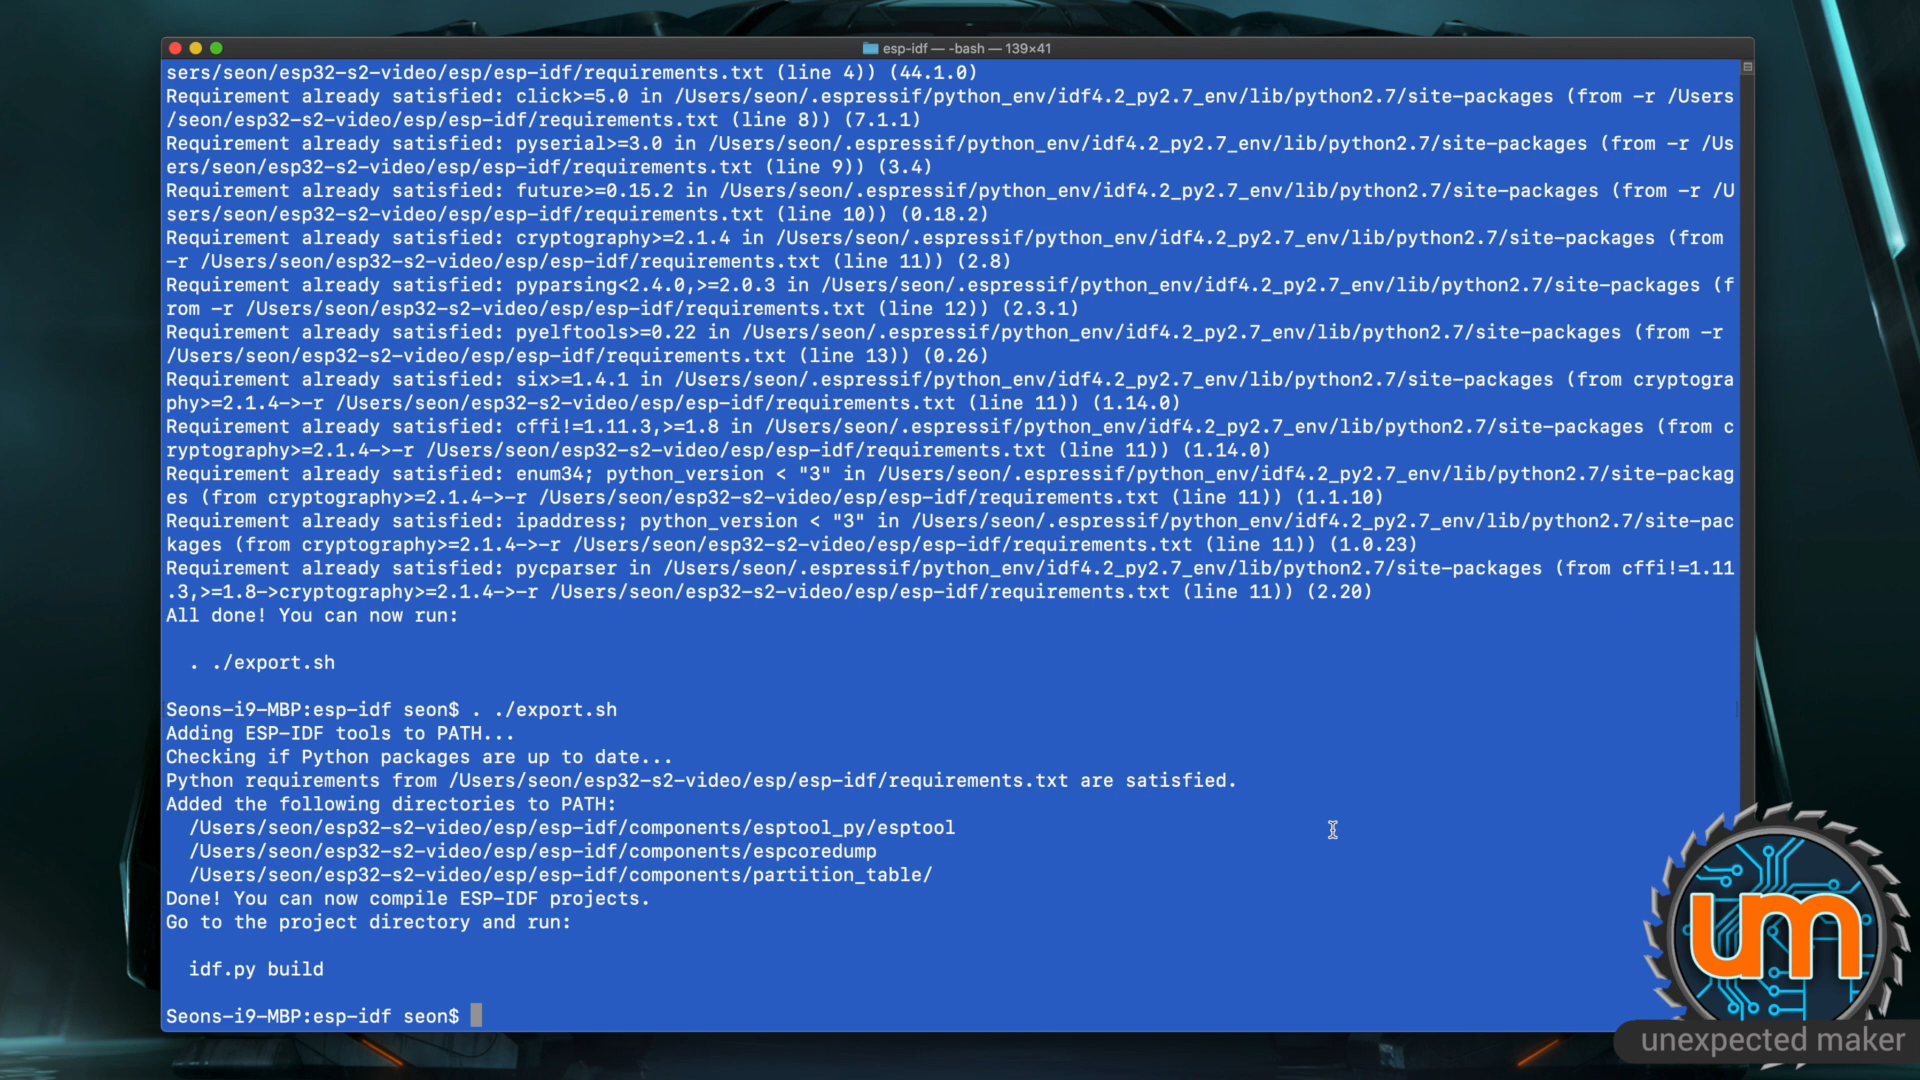 esp-idf — -bash — 139×41
sers/seon/esp32-s2-video/esp/esp-idf/requirements.txt (line 4)) (44.1.0)
Requirement already satisfied: click>=5.0 in /Users/seon/.espressif/python_env/idf4.2_py2.7_env/lib/python2.7/site-packages (from -r /Users
/seon/esp32-s2-video/esp/esp-idf/requirements.txt (line 8)) (7.1.1)
Requirement already satisfied: pyserial>=3.0 in /Users/seon/.espressif/python_env/idf4.2_py2.7_env/lib/python2.7/site-packages (from -r /Us
ers/seon/esp32-s2-video/esp/esp-idf/requirements.txt (line 9)) (3.4)
Requirement already satisfied: future>=0.15.2 in /Users/seon/.espressif/python_env/idf4.2_py2.7_env/lib/python2.7/site-packages (from -r /U
sers/seon/esp32-s2-video/esp/esp-idf/requirements.txt (line 10)) (0.18.2)
Requirement already satisfied: cryptography>=2.1.4 in /Users/seon/.espressif/python_env/idf4.2_py2.7_env/lib/python2.7/site-packages (from
-r /Users/seon/esp32-s2-video/esp/esp-idf/requirements.txt (line 11)) (2.8)
Requirement already satisfied: pyparsing<2.4.0,>=2.0.3 in /Users/seon/.espressif/python_env/idf4.2_py2.7_env/lib/python2.7/site-packages (f
rom -r /Users/seon/esp32-s2-video/esp/esp-idf/requirements.txt (line 12)) (2.3.1)
Requirement already satisfied: pyelftools>=0.22 in /Users/seon/.espressif/python_env/idf4.2_py2.7_env/lib/python2.7/site-packages (from -r
/Users/seon/esp32-s2-video/esp/esp-idf/requirements.txt (line 13)) (0.26)
Requirement already satisfied: six>=1.4.1 in /Users/seon/.espressif/python_env/idf4.2_py2.7_env/lib/python2.7/site-packages (from cryptogra
phy>=2.1.4->-r /Users/seon/esp32-s2-video/esp/esp-idf/requirements.txt (line 11)) (1.14.0)
Requirement already satisfied: cffi!=1.11.3,>=1.8 in /Users/seon/.espressif/python_env/idf4.2_py2.7_env/lib/python2.7/site-packages (from c
ryptography>=2.1.4->-r /Users/seon/esp32-s2-video/esp/esp-idf/requirements.txt (line 11)) (1.14.0)
Requirement already satisfied: enum34; python_version < "3" in /Users/seon/.espressif/python_env/idf4.2_py2.7_env/lib/python2.7/site-packag
es (from cryptography>=2.1.4->-r /Users/seon/esp32-s2-video/esp/esp-idf/requirements.txt (line 11)) (1.1.10)
Requirement already satisfied: ipaddress; python_version < "3" in /Users/seon/.espressif/python_env/idf4.2_py2.7_env/lib/python2.7/site-pac
kages (from cryptography>=2.1.4->-r /Users/seon/esp32-s2-video/esp/esp-idf/requirements.txt (line 11)) (1.0.23)
Requirement already satisfied: pycparser in /Users/seon/.espressif/python_env/idf4.2_py2.7_env/lib/python2.7/site-packages (from cffi!=1.11
.3,>=1.8->cryptography>=2.1.4->-r /Users/seon/esp32-s2-video/esp/esp-idf/requirements.txt (line 11)) (2.20)
All done! You can now run:
. ./export.sh
Seons-i9-MBP:esp-idf seon$ . ./export.sh
Adding ESP-IDF tools to PATH...
Checking if Python packages are up to date...
Python requirements from /Users/seon/esp32-s2-video/esp/esp-idf/requirements.txt are satisfied.
Added the following directories to PATH:
/Users/seon/esp32-s2-video/esp/esp-idf/components/esptool_py/esptool
/Users/seon/esp32-s2-video/esp/esp-idf/components/espcoredump
/Users/seon/esp32-s2-video/esp/esp-idf/components/partition_table/
Done! You can now compile ESP-IDF projects.
Go to the project directory and run:
idf.py build
Seons-i9-MBP:esp-idf seon$
um
unexpected maker